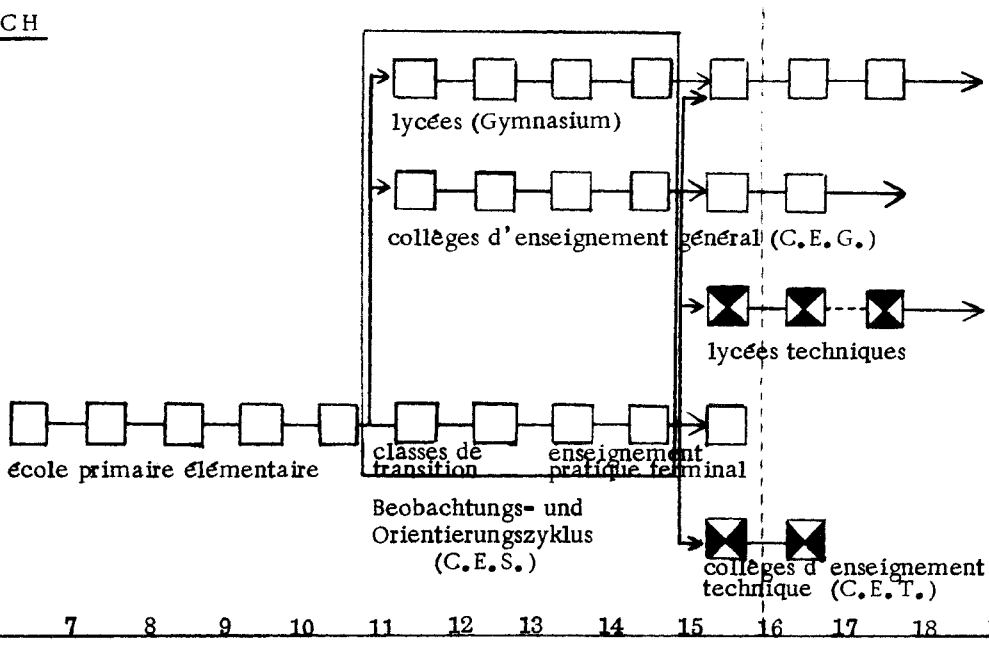 CH
lycées (Gymnasium)
collèges d'enseignement général (C.E.G.)
lycées techniques
école primaire élémentaire
classes de
transition
enseignement
pratique terminal
Beobachtungs- und
Orientierungszyklus
(C.E.S.)
collèges d'enseignement
technique (C.E.T.)
7 8 9 10 11 12 13 14 15 16 17 18